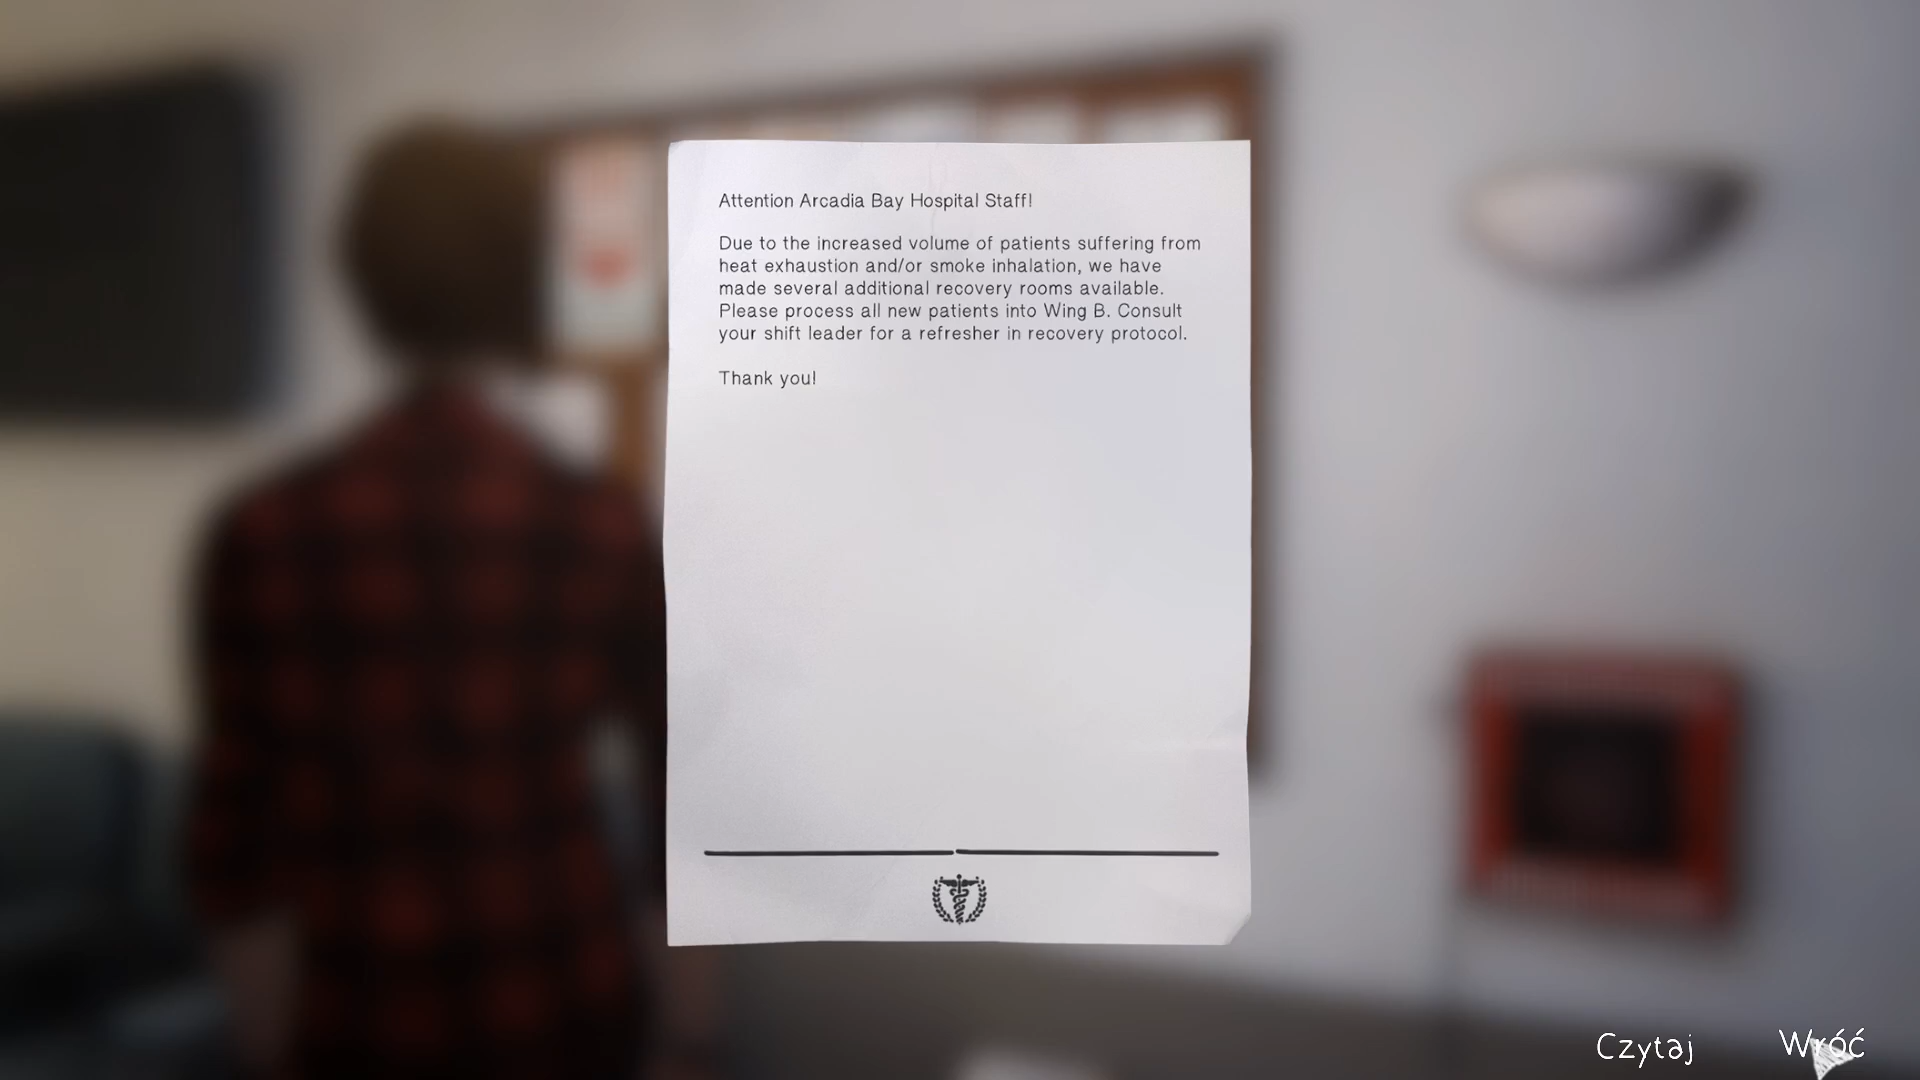 Attention Arcadia Bay Hospital Staff!
Due to the increased volume of patients suffering from
heat exhaustion and/or smoke inhalation, we have
made several additional recovery rooms available.
Please process all new patients into Wing B. Consult
your shift leader for a refresher in recovery protocol.
Thank you!
Czytaj
Wróć